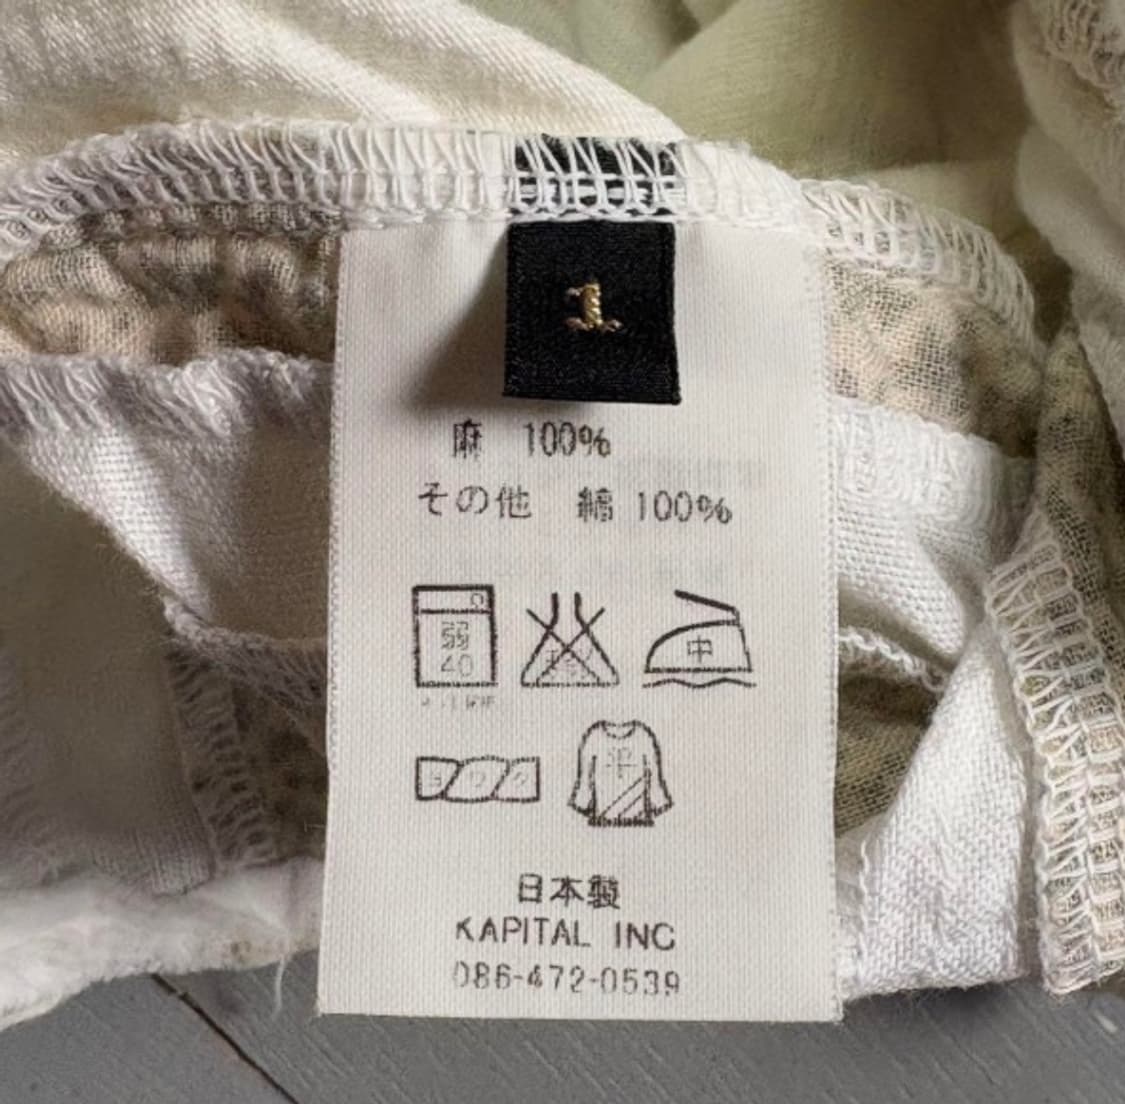 1
麻 100%
その他 綿 100%
弱
40
中
平
日本製
KAPITAL INC
086-472-0539